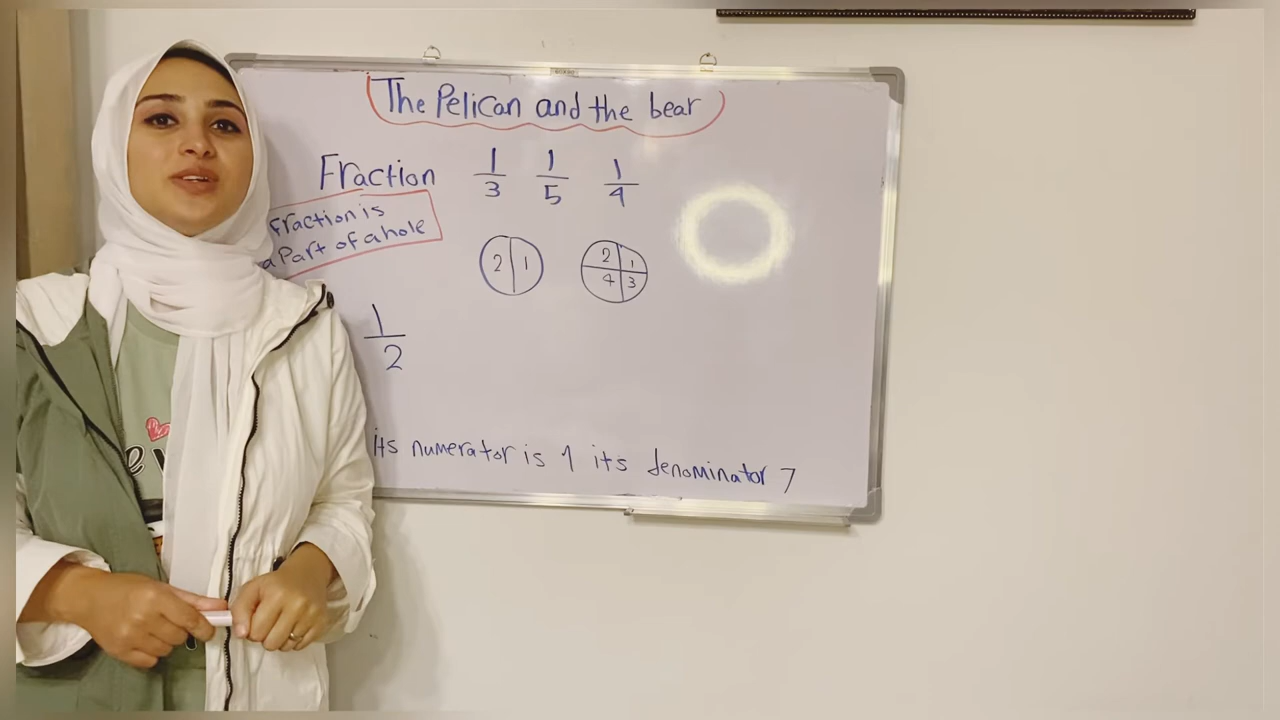 The Pelican and the bear
Fraction 1/3 1/5 1/4
fraction is
a Part of a hole
2 1
2 1
4 3
1/2
its numerator is 1 its denominator 7